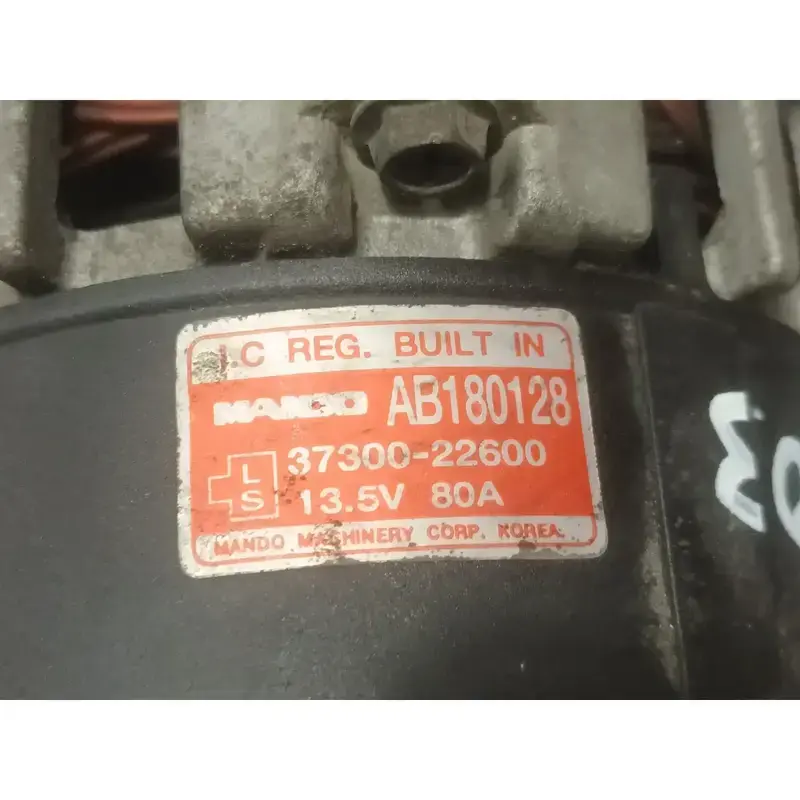 I.C REG. BUILT IN
MANDO AB180128
L 37300-22600
S 13.5V 80A
MANDO MACHINERY CORP. KOREA.